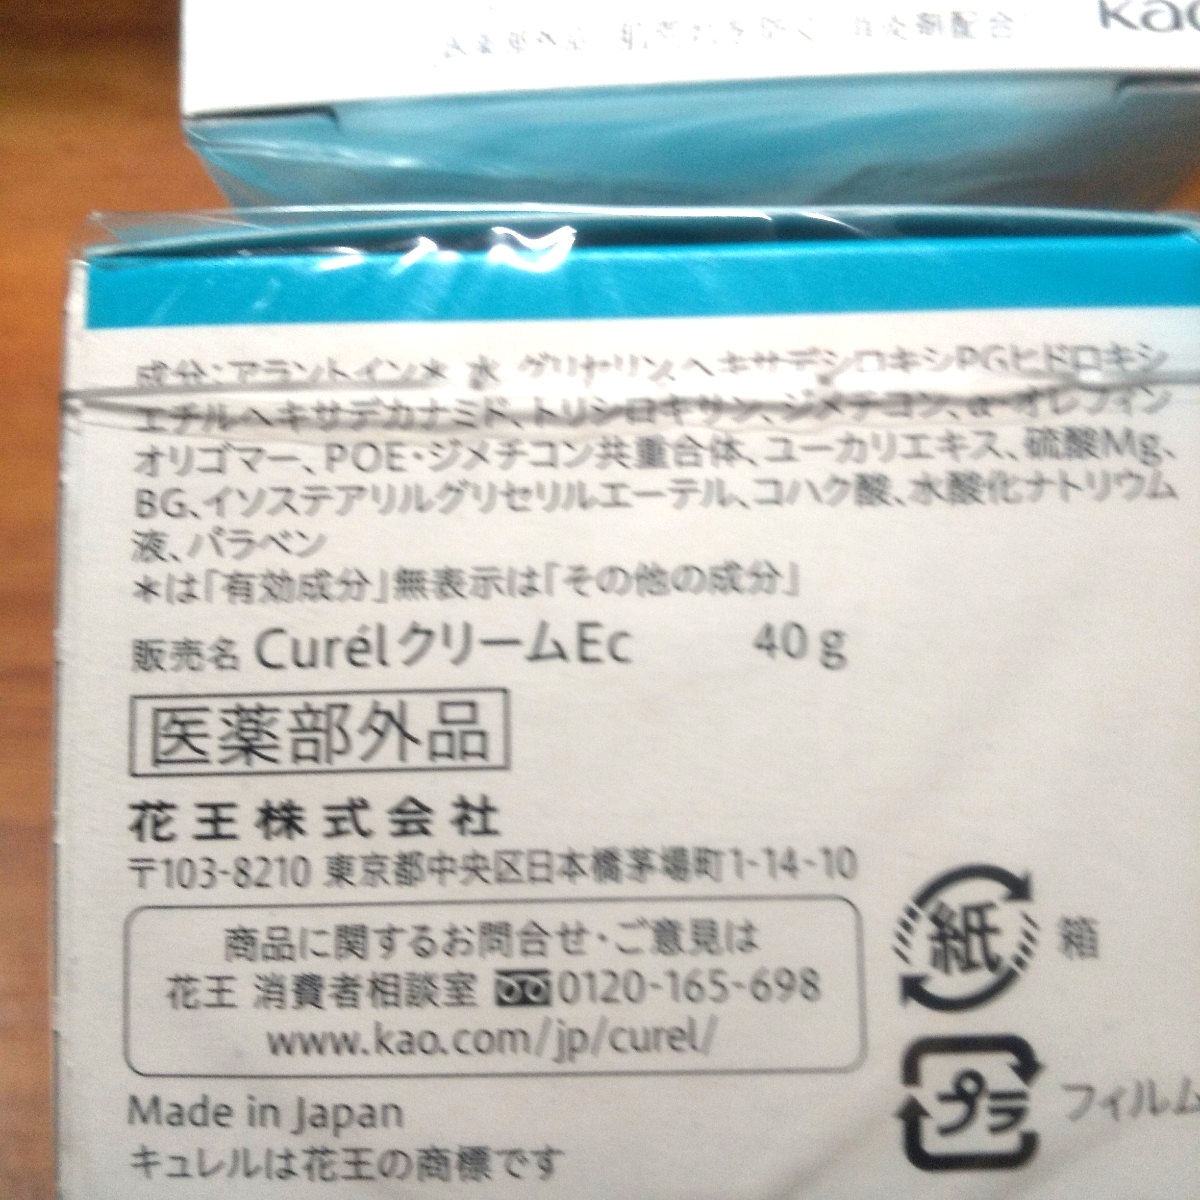 Kao
成分:アラントイン*、水、グリセリン、ヘキサデシロキシPGヒドロキシ
エチルヘキサデカナミド、トリシロキサン、ジメチコン、α-オレフィン
オリゴマー、POE・ジメチコン共重合体、ユーカリエキス、硫酸Mg、
BG、イソステアリルグリセリルエーテル、コハク酸、水酸化ナトリウム
液、パラベン
*は「有効成分」無表示は「その他の成分」
販売名 CurélクリームEc 40g
医薬部外品
花王株式会社
〒103-8210 東京都中央区日本橋茅場町1-14-10
商品に関するお問合せ・ご意見は
花王 消費者相談室 0120-165-698
www.kao.com/jp/curel/
Made in Japan
キュレルは花王の商標です
紙 箱
プラ フィルム